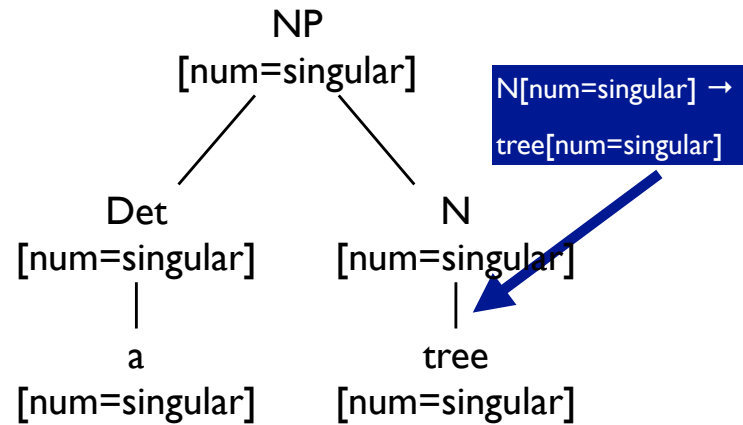 NP
[num=singular]
N[num=singular] →
tree[num=singular]
Det
N
[num=singular]
[num=singular]
a
tree
[num=singular]
[num=singular]